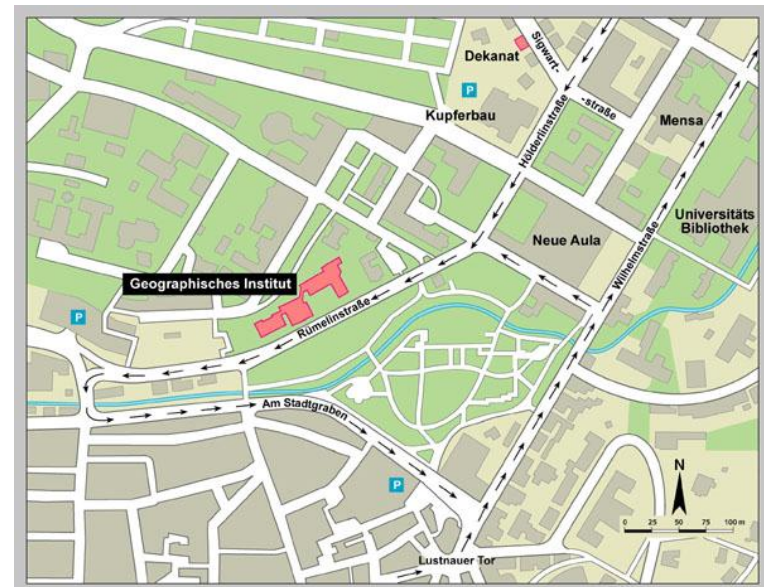 Sigwart-
Dekanat
P
-straße
Kupferbau
Mensa
Hölderlinstraße
Universitäts
Bibliothek
Neue Aula
Wilhelmstraße
Geographisches Institut
Rümelinstraße
P
Am Stadtgraben
N
P
0 25 50 75 100 m
Lustnauer Tor